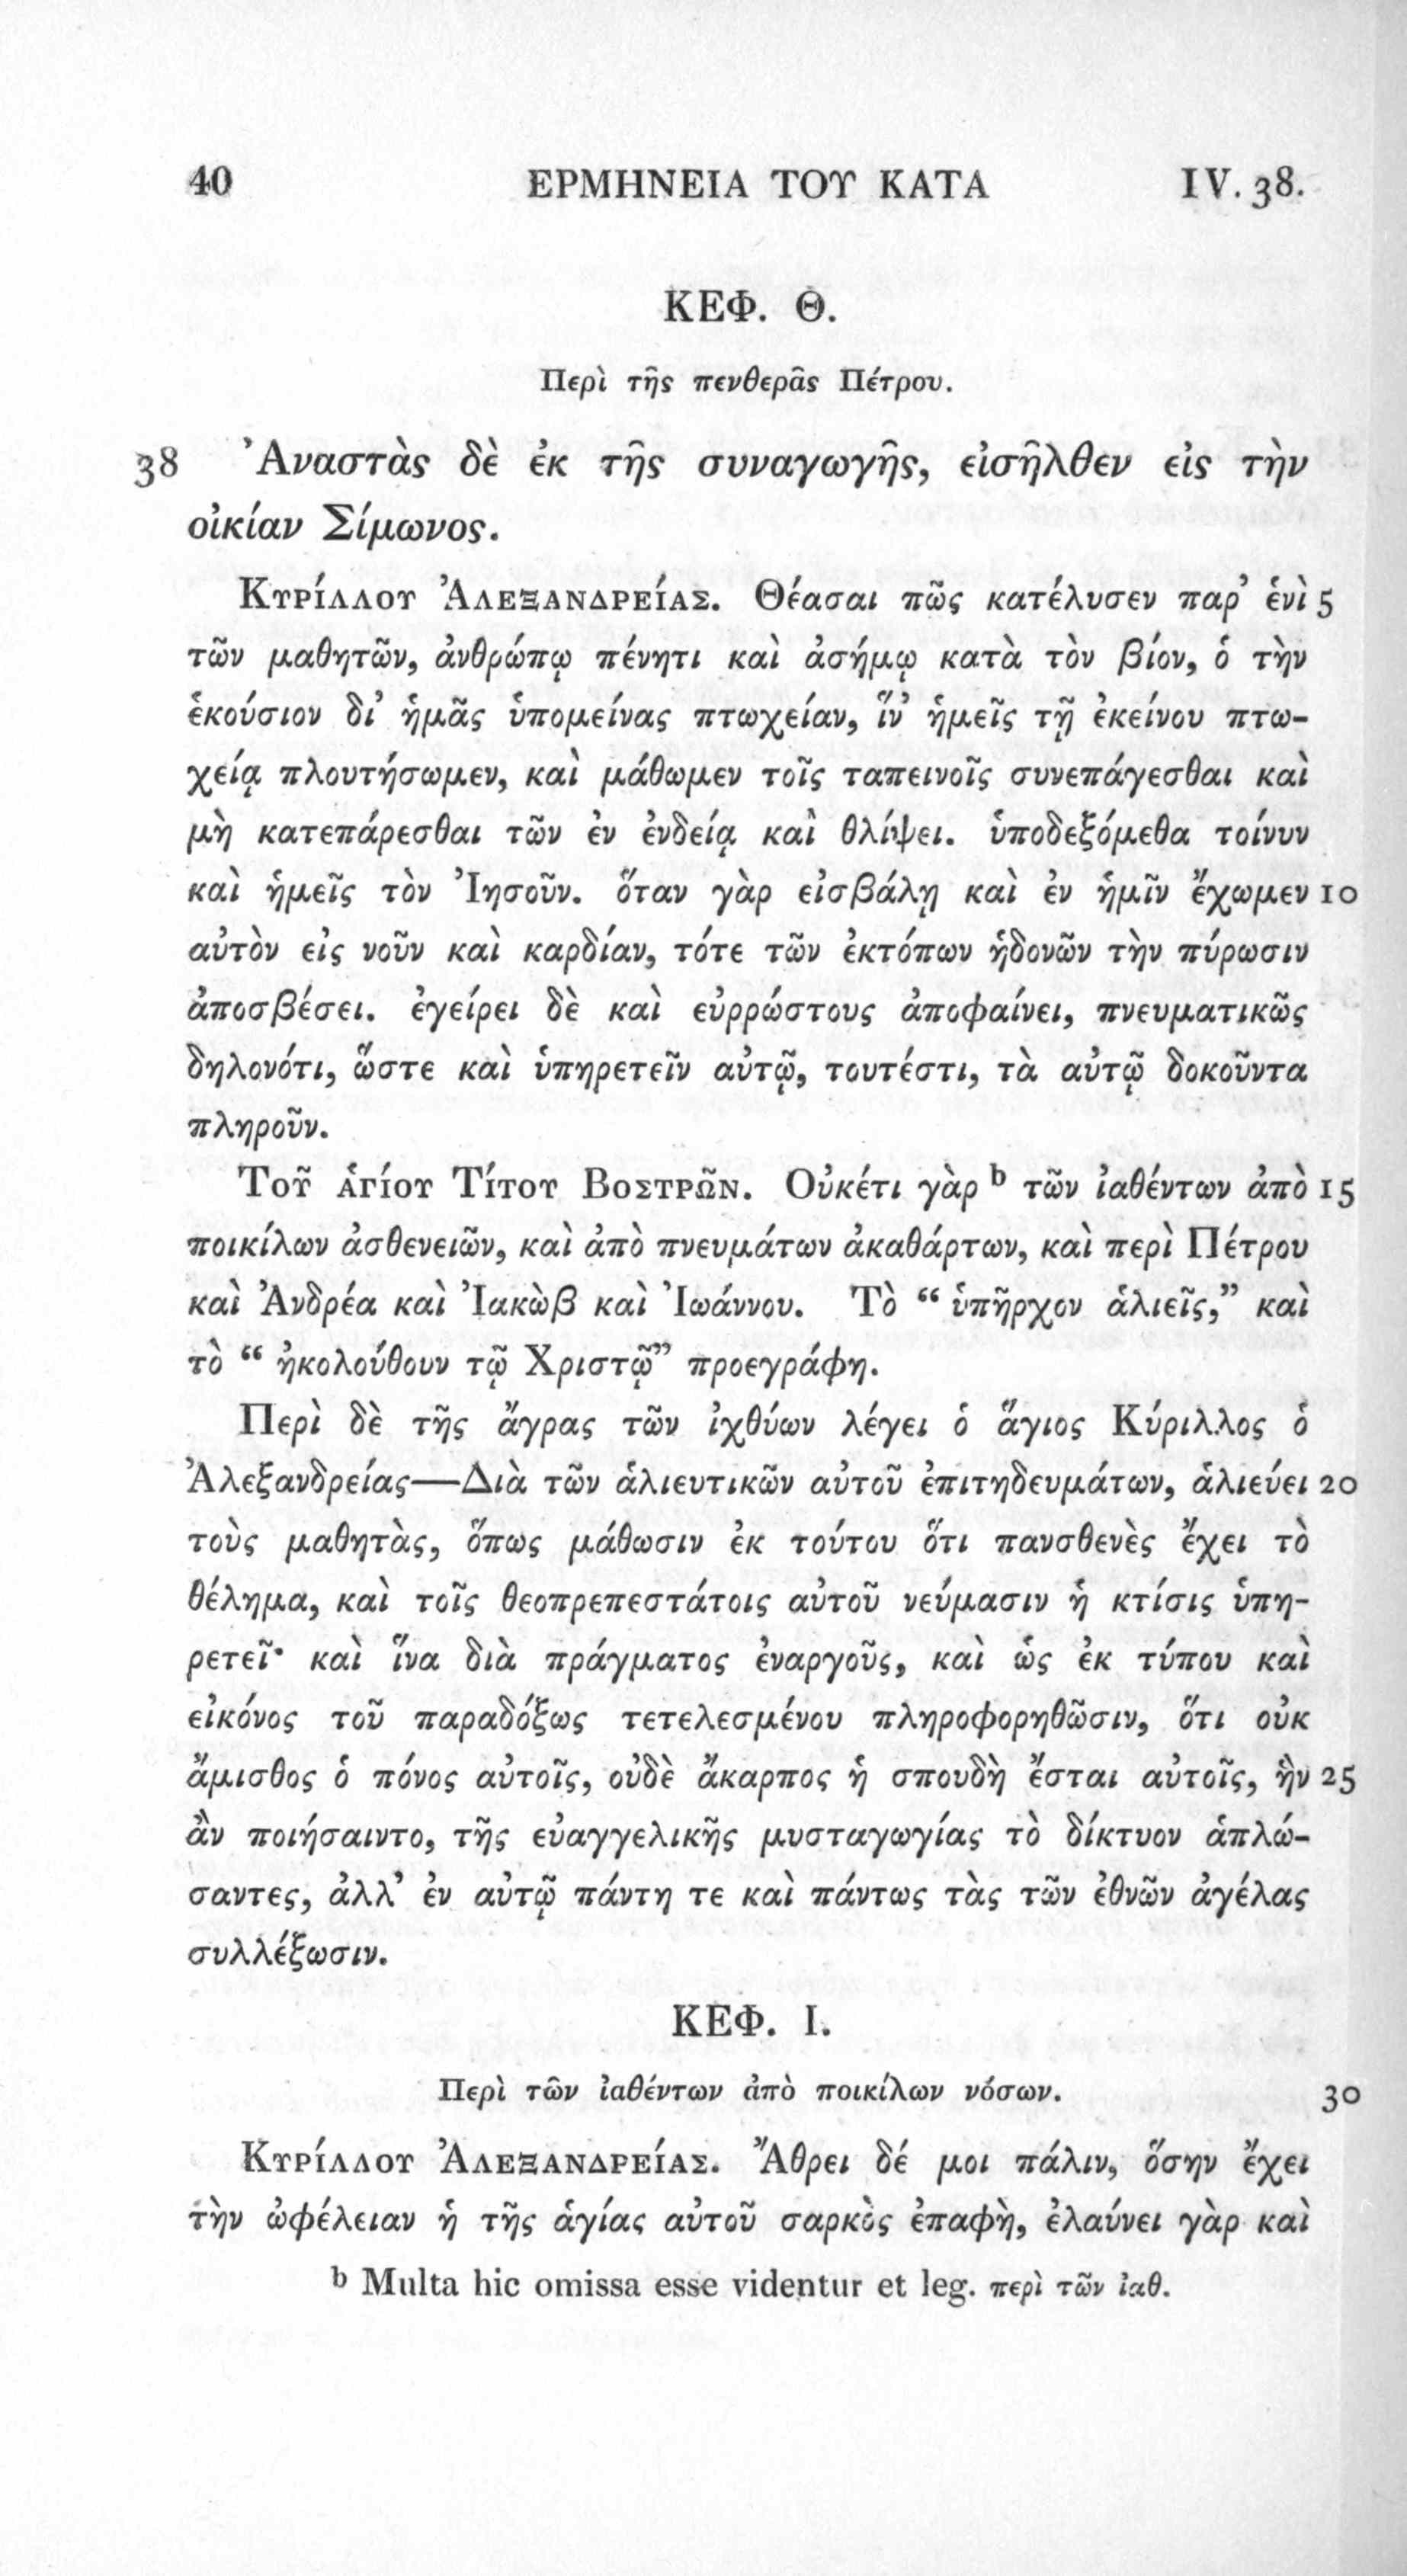 40 ΕΡΜΗΝΕΙΑ ΤΟΥ ΚΑΤΑ IV. 38.
ΚΕΦ. Θ.
Περὶ τῆς πενθερᾶς Πέτρου.
38 Ἀναστὰς δὲ ἐκ τῆς συναγωγῆς, εἰσῆλθεν εἰς τὴν
οἰκίαν Σίμωνος.
Κυρίλλου Ἀλεξανδρείας. Θέασαι πῶς κατέλυσεν παρ’ ἑνὶ 5
τῶν μαθητῶν, ἀνθρώπῳ πένητι καὶ ἀσήμῳ κατὰ τὸν βίον, ὁ τὴν
ἑκούσιον δι’ ἡμᾶς ὑπομείνας πτωχείαν, ἵν’ ἡμεῖς τῇ ἐκείνου πτω-
χείᾳ πλουτήσωμεν, καὶ μάθωμεν τοῖς ταπεινοῖς συνεπάγεσθαι καὶ
μὴ κατεπάρεσθαι τῶν ἐν ἐνδείᾳ καὶ θλίψει. ὑποδεξόμεθα τοίνυν
καὶ ἡμεῖς τὸν Ἰησοῦν. ὅταν γὰρ εἰσβάλῃ καὶ ἐν ἡμῖν ἔχωμεν 10
αὐτὸν εἰς νοῦν καὶ καρδίαν, τότε τῶν ἐκτόπων ἡδονῶν τὴν πύρωσιν
ἀποσβέσει. ἐγείρει δὲ καὶ εὐρρώστους ἀποφαίνει, πνευματικῶς
δηλονότι, ὥστε καὶ ὑπηρετεῖν αὐτῷ, τουτέστι, τὰ αὐτῷ δοκοῦντα
πληροῦν.
Τοῦ ἁγίου Τίτου Βοστρῶν. Οὐκέτι γὰρ b τῶν ἰαθέντων ἀπὸ 15
ποικίλων ἀσθενειῶν, καὶ ἀπὸ πνευμάτων ἀκαθάρτων, καὶ περὶ Πέτρου
καὶ Ἀνδρέα καὶ Ἰακὼβ καὶ Ἰωάννου. Τὸ “ ὑπῆρχον ἁλιεῖς,” καὶ
τὸ “ ἠκολούθουν τῷ Χριστῷ” προεγράφη.
Περὶ δὲ τῆς ἄγρας τῶν ἰχθύων λέγει ὁ ἅγιος Κύριλλος ὁ
Ἀλεξανδρείας—Διὰ τῶν ἁλιευτικῶν αὐτοῦ ἐπιτηδευμάτων, ἁλιεύει 20
τοὺς μαθητὰς, ὅπως μάθωσιν ἐκ τούτου ὅτι πανσθενὲς ἔχει τὸ
θέλημα, καὶ τοῖς θεοπρεπεστάτοις αὐτοῦ νεύμασιν ἡ κτίσις ὑπη-
ρετεῖ· καὶ ἵνα διὰ πράγματος ἐναργοῦς, καὶ ὡς ἐκ τύπου καὶ
εἰκόνος τοῦ παραδόξως τετελεσμένου πληροφορηθῶσιν, ὅτι οὐκ
ἄμισθος ὁ πόνος αὐτοῖς, οὐδὲ ἄκαρπος ἡ σπουδὴ ἔσται αὐτοῖς, ἣν 25
ἂν ποιήσαιντο, τῆς εὐαγγελικῆς μυσταγωγίας τὸ δίκτυον ἁπλώ-
σαντες, ἀλλ’ ἐν αὐτῷ πάντη τε καὶ πάντως τὰς τῶν ἐθνῶν ἀγέλας
συλλέξωσιν.
ΚΕΦ. Ι.
Περὶ τῶν ἰαθέντων ἀπὸ ποικίλων νόσων. 30
Κυρίλλου Ἀλεξανδρείας. Ἄθρει δέ μοι πάλιν, ὅσην ἔχει
τὴν ὠφέλειαν ἡ τῆς ἁγίας αὐτοῦ σαρκὸς ἐπαφὴ, ἐλαύνει γὰρ καὶ
b Multa hic omissa esse videntur et leg. περὶ τῶν ἰαθ.